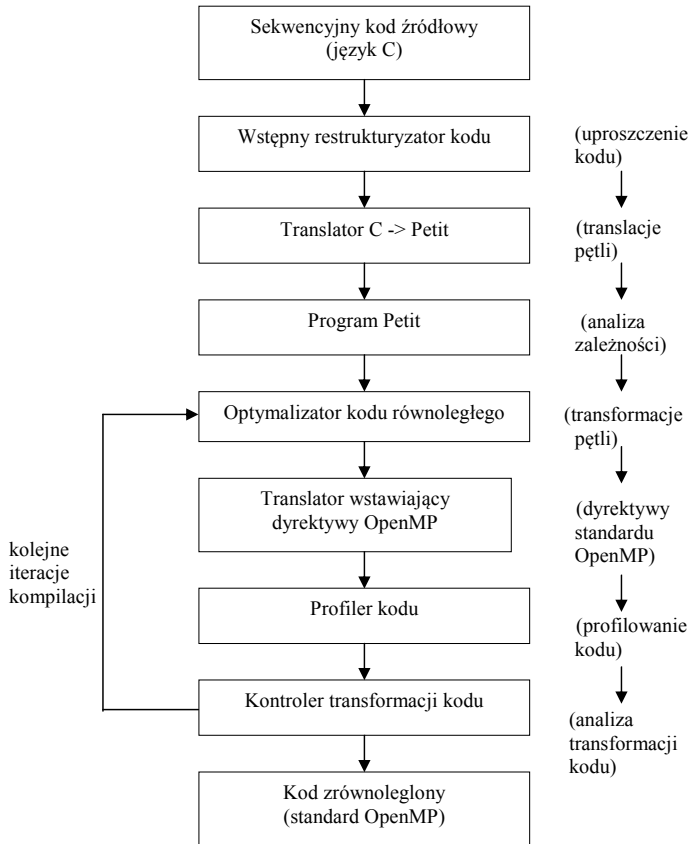 Sekwencyjny kod źródłowy
(język C)
Wstępny restrukturyzator kodu
(uproszczenie
kodu)
Translator C -> Petit
(translacje
pętli)
Program Petit
(analiza
zależności)
Optymalizator kodu równoległego
(transformacje
pętli)
Translator wstawiający
dyrektywy OpenMP
(dyrektywy
standardu
OpenMP)
kolejne
iteracje
kompilacji
Profiler kodu
(profilowanie
kodu)
Kontroler transformacji kodu
(analiza
transformacji
kodu)
Kod zrównoleglony
(standard OpenMP)